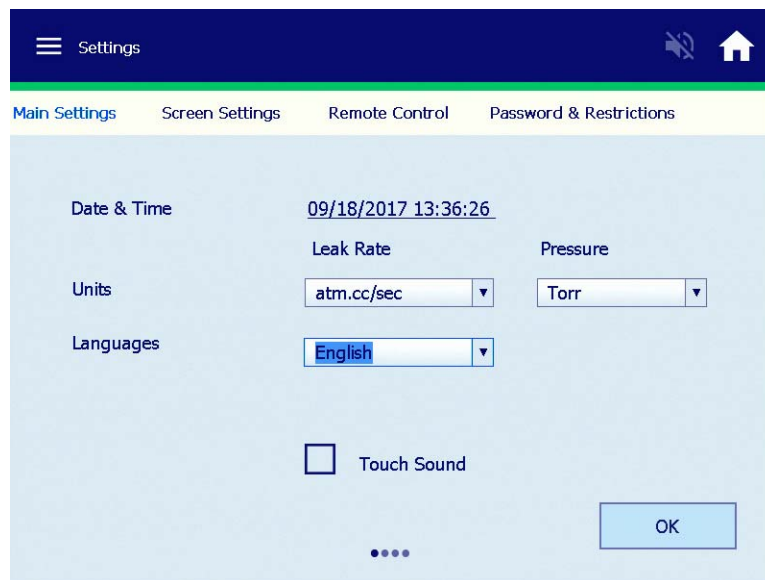 Settings
Main Settings Screen Settings Remote Control Password & Restrictions
Date & Time 09/18/2017 13:36:26
Leak Rate Pressure
Units atm.cc/sec Torr
Languages English
Touch Sound
OK